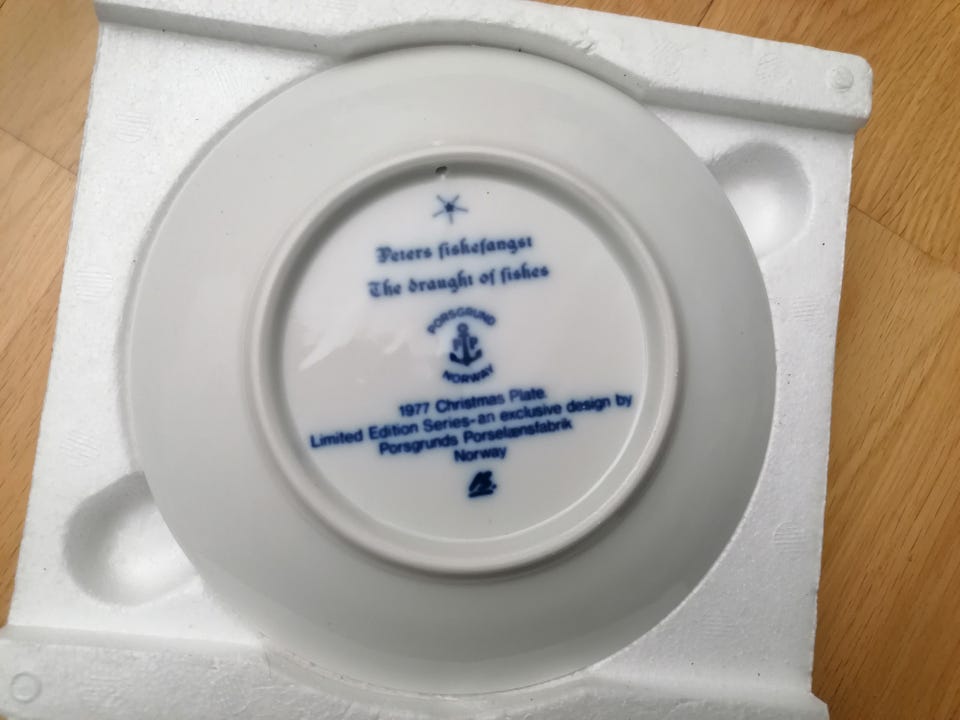 Peters fiskefangst
The draught of fishes
PORSGRUND
P P
NORWAY
1977 Christmas Plate.
Limited Edition Series-an exclusive design by
Porsgrunds Porselænsfabrik
Norway